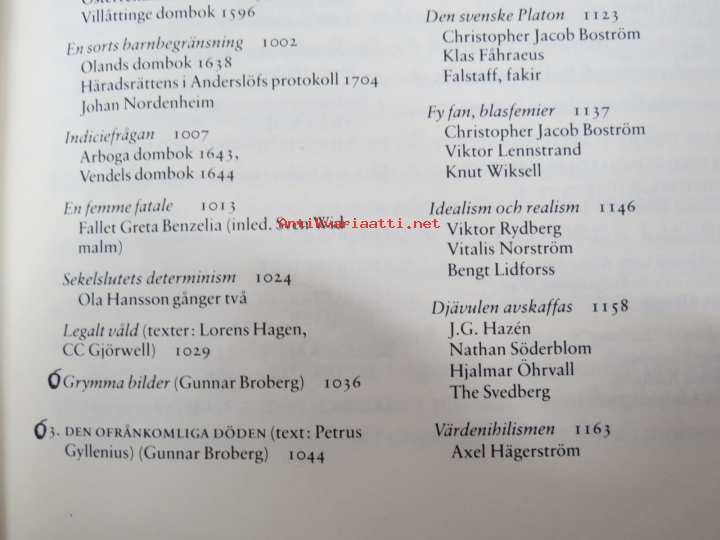 Villåttinge dombok 1596
En sorts barnbegränsning 1002
Ölands dombok 1638
Häradsrättens i Anderslöfs protokoll 1704
Johan Nordenheim
Indiciefrågan 1007
Arboga dombok 1643,
Vendels dombok 1644
En femme fatale 1013
Fallet Greta Benzelia (inled. Sven Wid-
malm)
Antikvariaatti.net
Sekelslutets determinism 1024
Ola Hansson gånger två
Legalt våld (texter: Lorens Hagen,
CC Gjörwell) 1029
Grymma bilder (Gunnar Broberg) 1036
3. DEN OFRÅNKOMLIGA DÖDEN (text: Petrus
Gyllenius) (Gunnar Broberg) 1044
Den svenske Platon 1123
Christopher Jacob Boström
Klas Fåhraeus
Falstaff, fakir
Fy fan, blasfemier 1137
Christopher Jacob Boström
Viktor Lennstrand
Knut Wiksell
Idealism och realism 1146
Viktor Rydberg
Vitalis Norström
Bengt Lidforss
Djävulen avskaffas 1158
J.G. Hazén
Nathan Söderblom
Hjalmar Öhrvall
The Svedberg
Värdenihilismen 1163
Axel Hägerström